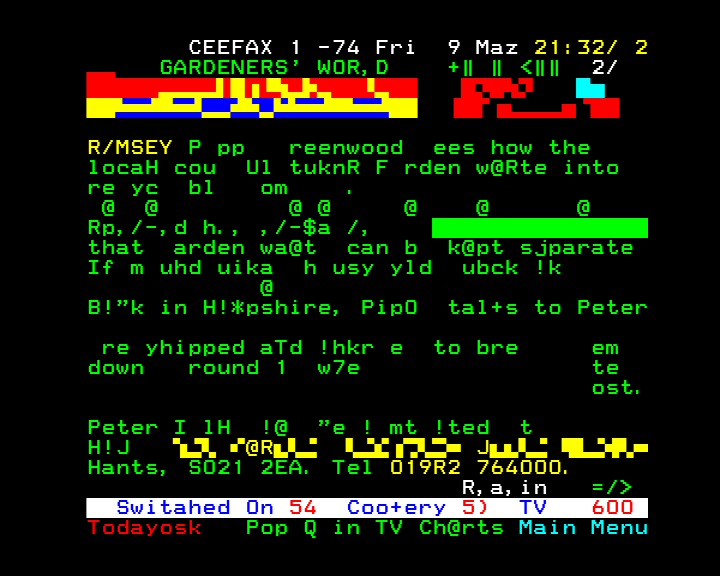 CEEFAX 1 -74 Fri 9 Maz 21:32/ 2
GARDENERS’ WOR,D +‖ ‖ <‖‖ 2/
R/MSEY P pp reenwood ees how the
locaH cou Ul tuknR F rden w@Rte into
re yc bl om .
@ @ @ @ @ @ @
Rp,/-,d h., ,/-$a /,
that arden wa@t can b k@pt sjparate
If m uhd uika h usy yld ubck !k
@
B!”k in H!*pshire, PipO tal+s to Peter
re yhipped aTd !hkr e to bre em
down round 1 w7e te
ost.
Peter I lH !@ ”e ! mt !ted t
H!J @R J
Hants, SO21 2EA. Tel 019R2 764000.
R,a,in =/>
Switahed On 54 Coo+ery 5) TV 600
Todayosk Pop Q in TV Ch@rts Main Menu